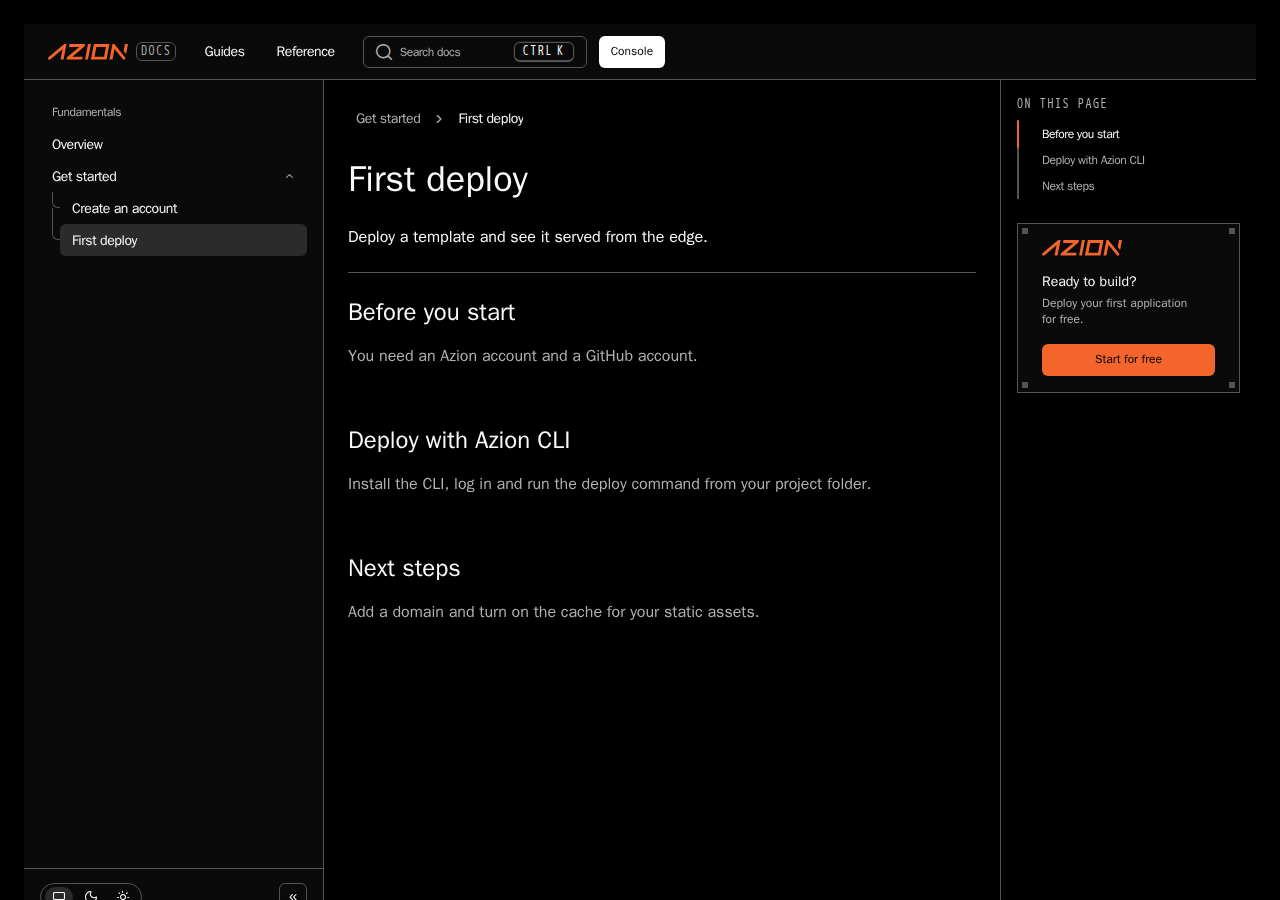 AZION DOCS Guides Reference Search docs CTRL K Console
Fundamentals
Overview
Get started
Create an account
First deploy
Get started First deploy
First deploy
Deploy a template and see it served from the edge.
Before you start
You need an Azion account and a GitHub account.
Deploy with Azion CLI
Install the CLI, log in and run the deploy command from your project folder.
Next steps
Add a domain and turn on the cache for your static assets.
ON THIS PAGE
Before you start
Deploy with Azion CLI
Next steps
AZION
Ready to build?
Deploy your first application
for free.
Start for free